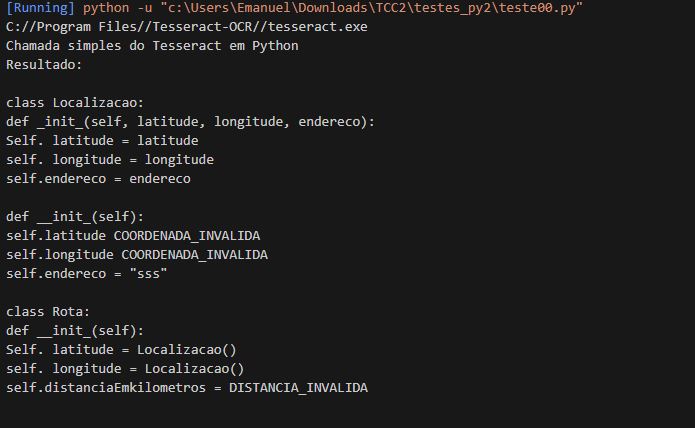 [Running] python -u "c:\Users\Emanuel\Downloads\TCC2\testes_py2\teste00.py"
C://Program Files//Tesseract-OCR//tesseract.exe
Chamada simples do Tesseract em Python
Resultado:

class Localizacao:
def _init_(self, latitude, longitude, endereco):
Self. latitude = latitude
self. longitude = longitude
self.endereco = endereco

def __init_(self):
self.latitude COORDENADA_INVALIDA
self.longitude COORDENADA_INVALIDA
self.endereco = "sss"

class Rota:
def __init_(self):
Self. latitude = Localizacao()
self. longitude = Localizacao()
self.distanciaEmkilometros = DISTANCIA_INVALIDA